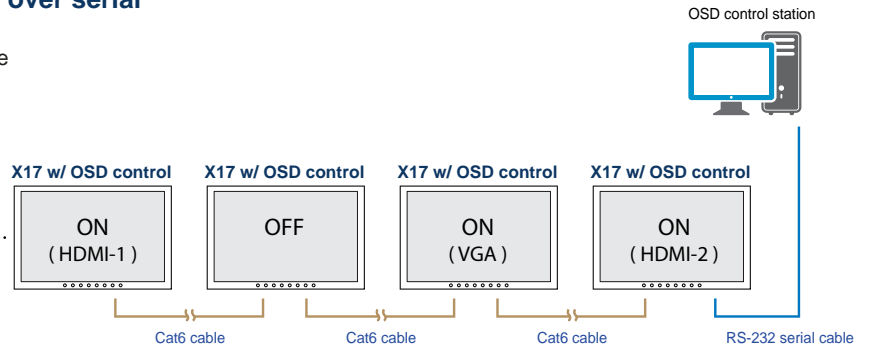 over serial
e
OSD control station
X17 w/ OSD control X17 w/ OSD control X17 w/ OSD control X17 w/ OSD control
ON
( HDMI-1 )
OFF
ON
( VGA )
ON
( HDMI-2 )
..
Cat6 cable Cat6 cable Cat6 cable RS-232 serial cable